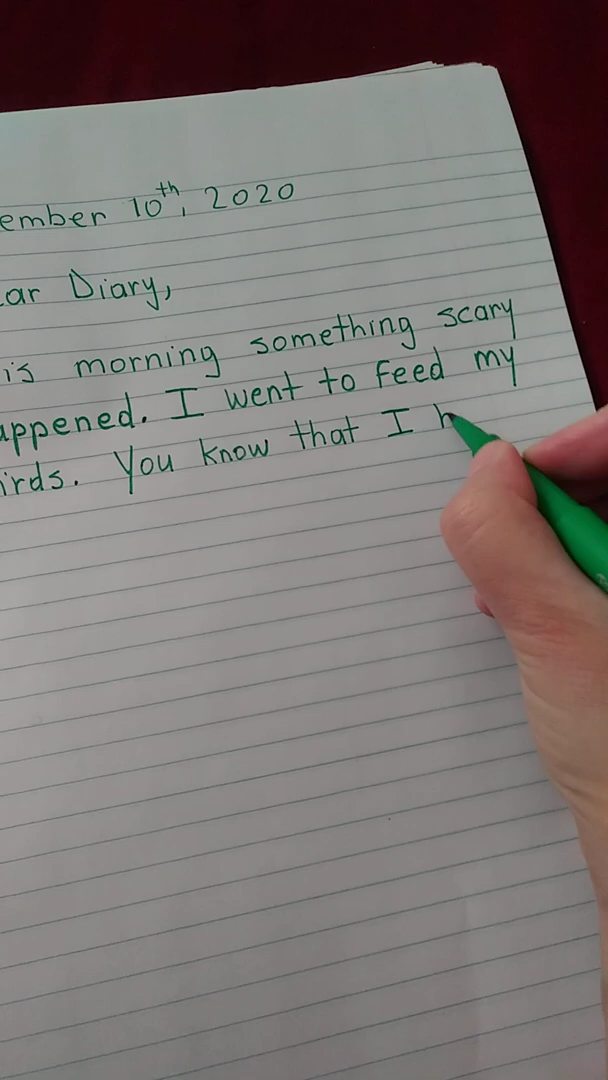 ember 10th, 2020
ar Diary,
is morning something scary
appened. I went to feed my
irds. You know that I h